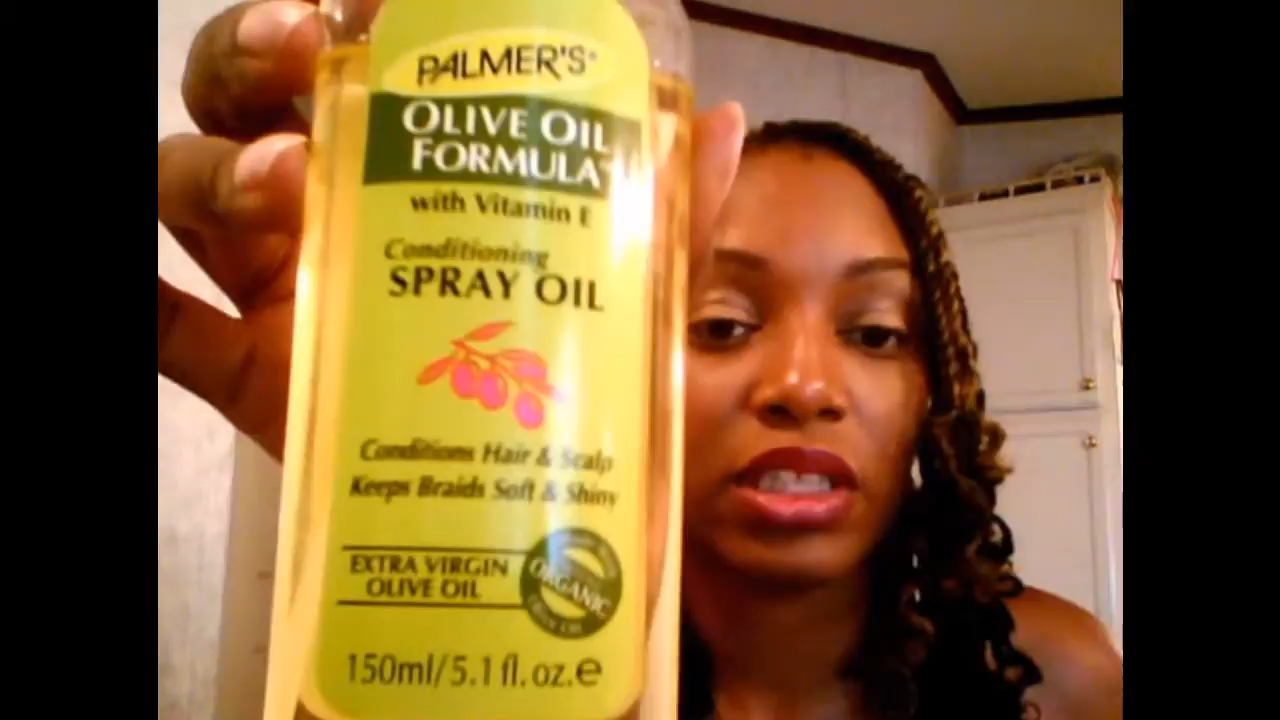 PALMER'S
OLIVE OIL
FORMULA
with Vitamin E
Conditioning
SPRAY OIL
Conditions Hair & Scalp
Keeps Braids Soft & Shiny
EXTRA VIRGIN
OLIVE OIL
ORGANIC
150ml/5.1 fl. oz.e